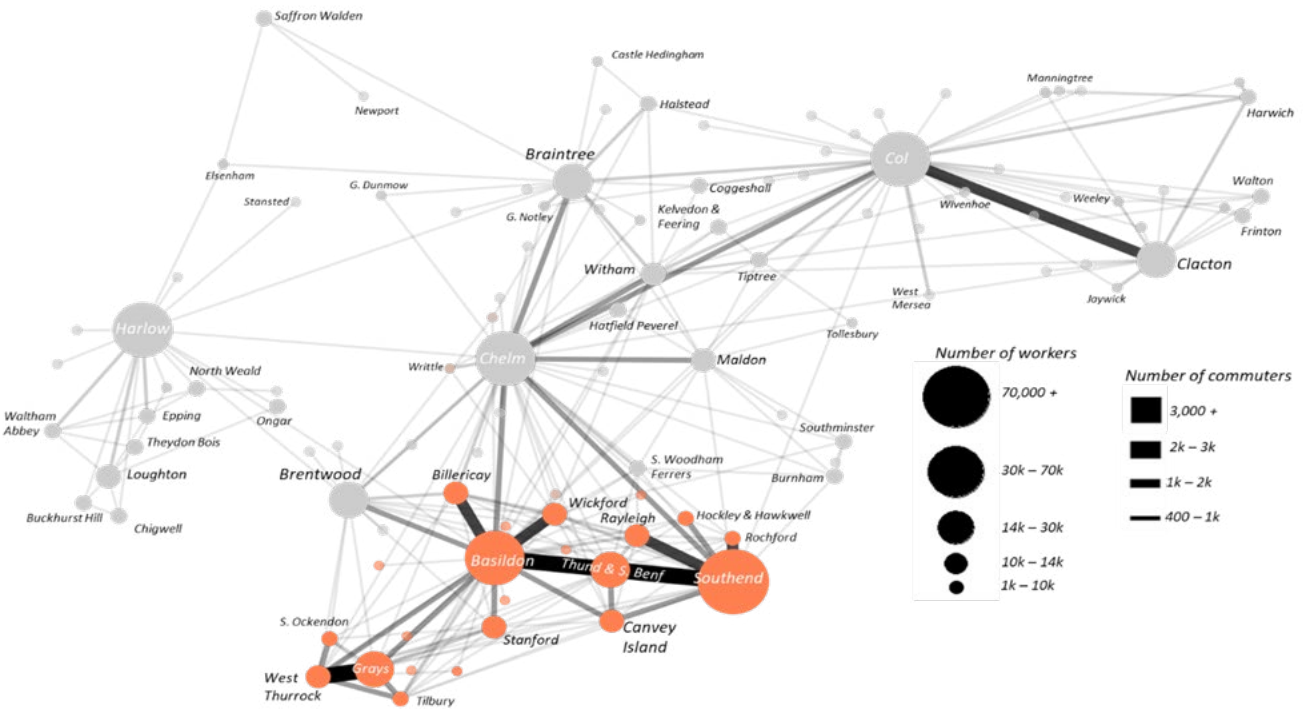 Saffron Walden
Castle Hedingham
Newport
Halstead
Manningtree
Harwich
Braintree
Col
Elsenham
Stansted
G. Dunmow
G. Notley
Coggeshall
Kelvedon &
Feering
Wivenhoe
Weeley
Walton
Frinton
Witham
Tiptree
Clacton
West
Mersea
Jaywick
Harlow
Hatfield Peverel
Tollesbury
Chelm
Writtle
Maldon
North Weald
Waltham
Abbey
Epping
Ongar
Theydon Bois
Loughton
Buckhurst Hill
Chigwell
Brentwood
Billericay
S. Woodham
Ferrers
Southminster
Burnham
Wickford
Rayleigh
Hockley & Hawkwell
Rochford
Basildon
Thund & S. Benf
Southend
S. Ockendon
Stanford
Canvey
Island
West
Thurrock
Grays
Tilbury
Number of workers
70,000 +
30k – 70k
14k – 30k
10k – 14k
1k – 10k
Number of commuters
3,000 +
2k – 3k
1k – 2k
400 – 1k